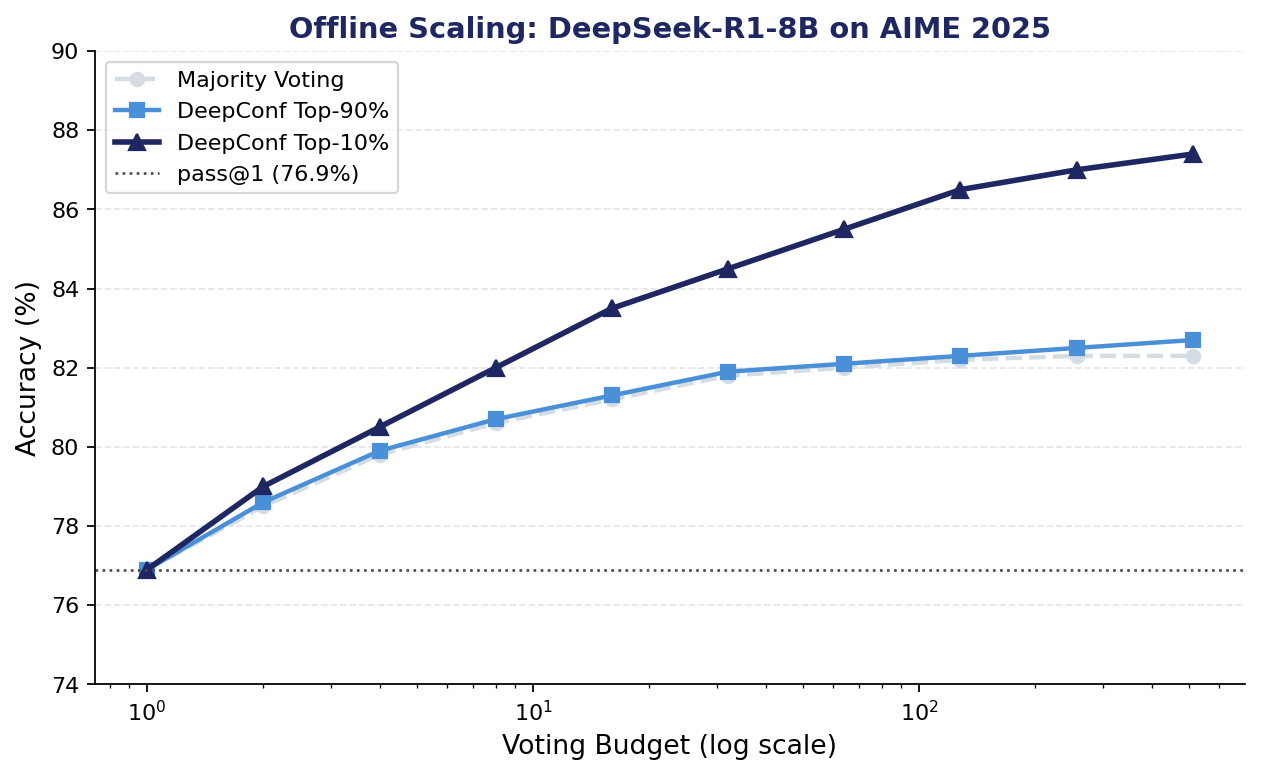 Offline Scaling: DeepSeek-R1-8B on AIME 2025
90
88
86
84
82
80
78
76
74
Accuracy (%)
Majority Voting
DeepConf Top-90%
DeepConf Top-10%
pass@1 (76.9%)
10⁰ 10¹ 10²
Voting Budget (log scale)